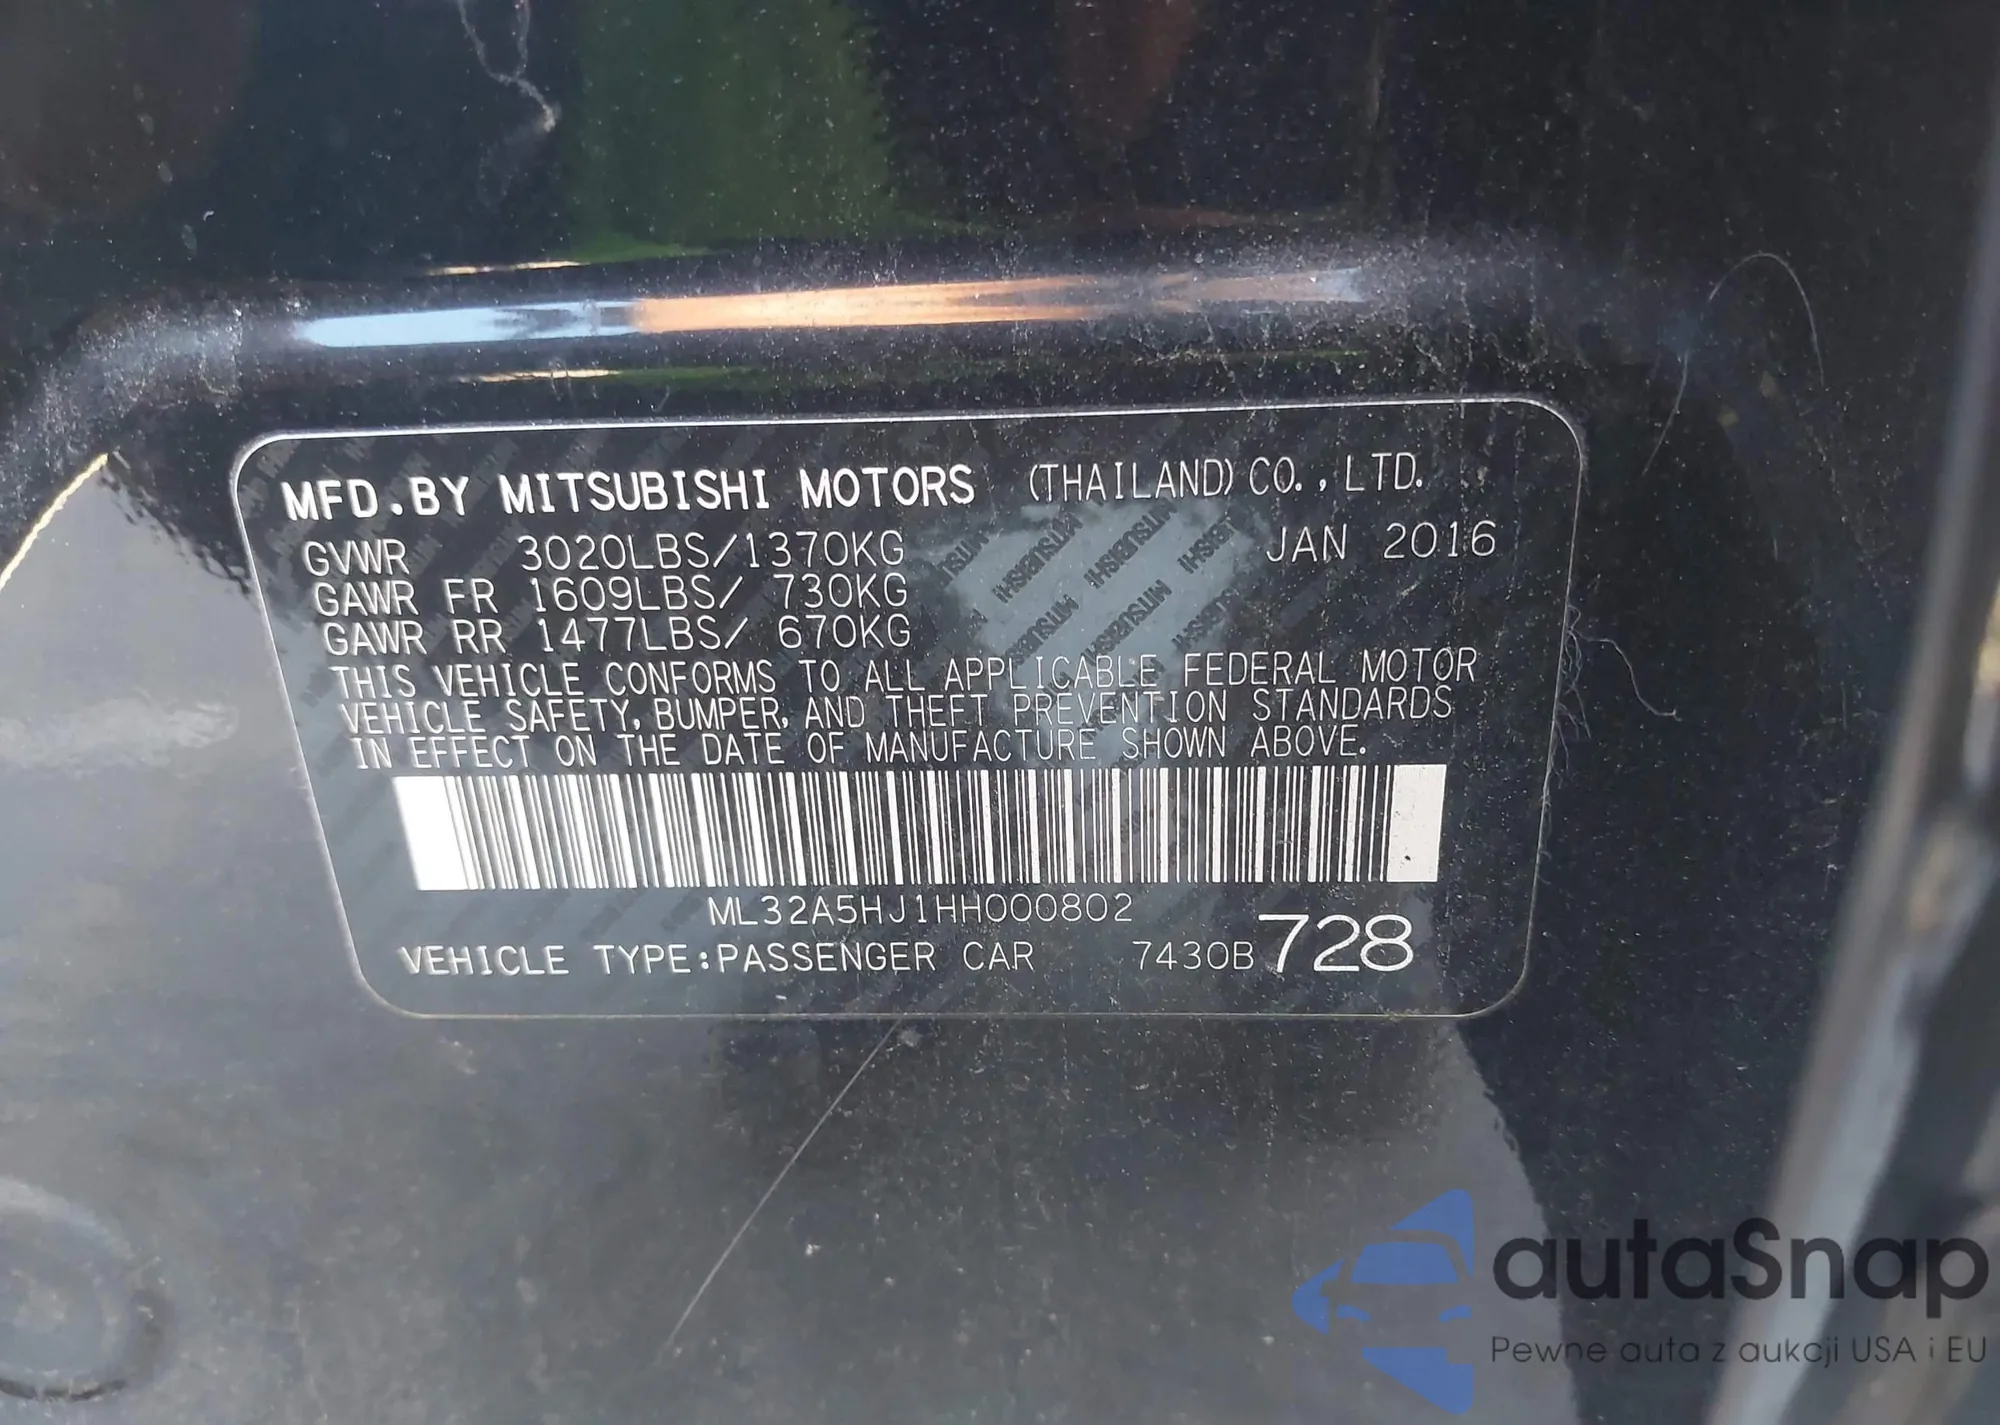 MFD.BY MITSUBISHI MOTORS (THAILAND) CO.,LTD.
GVWR 3020LBS/1370KG JAN 2016
GAWR FR 1609LBS/ 730KG
GAWR RR 1477LBS/ 670KG
THIS VEHICLE CONFORMS TO ALL APPLICABLE FEDERAL MOTOR
VEHICLE SAFETY, BUMPER, AND THEFT PREVENTION STANDARDS
IN EFFECT ON THE DATE OF MANUFACTURE SHOWN ABOVE.
ML32A5HJ1HH000802
VEHICLE TYPE:PASSENGER CAR 7430B 728
autaSnap
Pewne auta z aukcji USA i EU